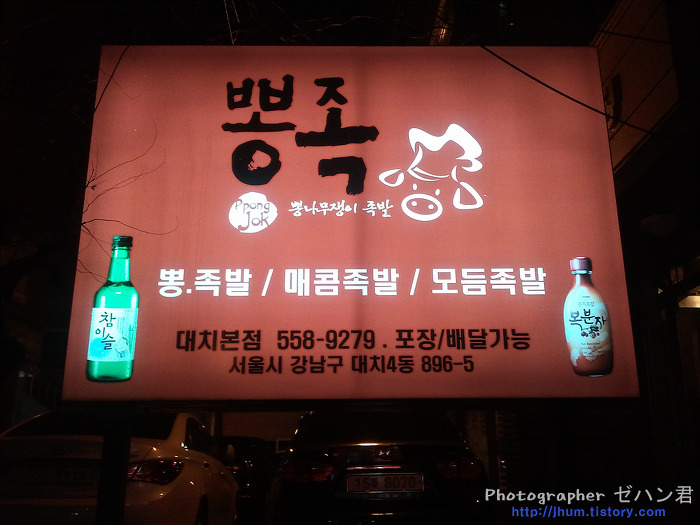 뽕족
Ppong
Jok
뽕나무쟁이 족발
뽕.족발 / 매콤족발 / 모듬족발
참
이슬
복분자
대치본점 558-9279 . 포장/배달가능
서울시 강남구 대치4동 896-5
8070
Photographer ゼハン君
http://jhum.tistory.com